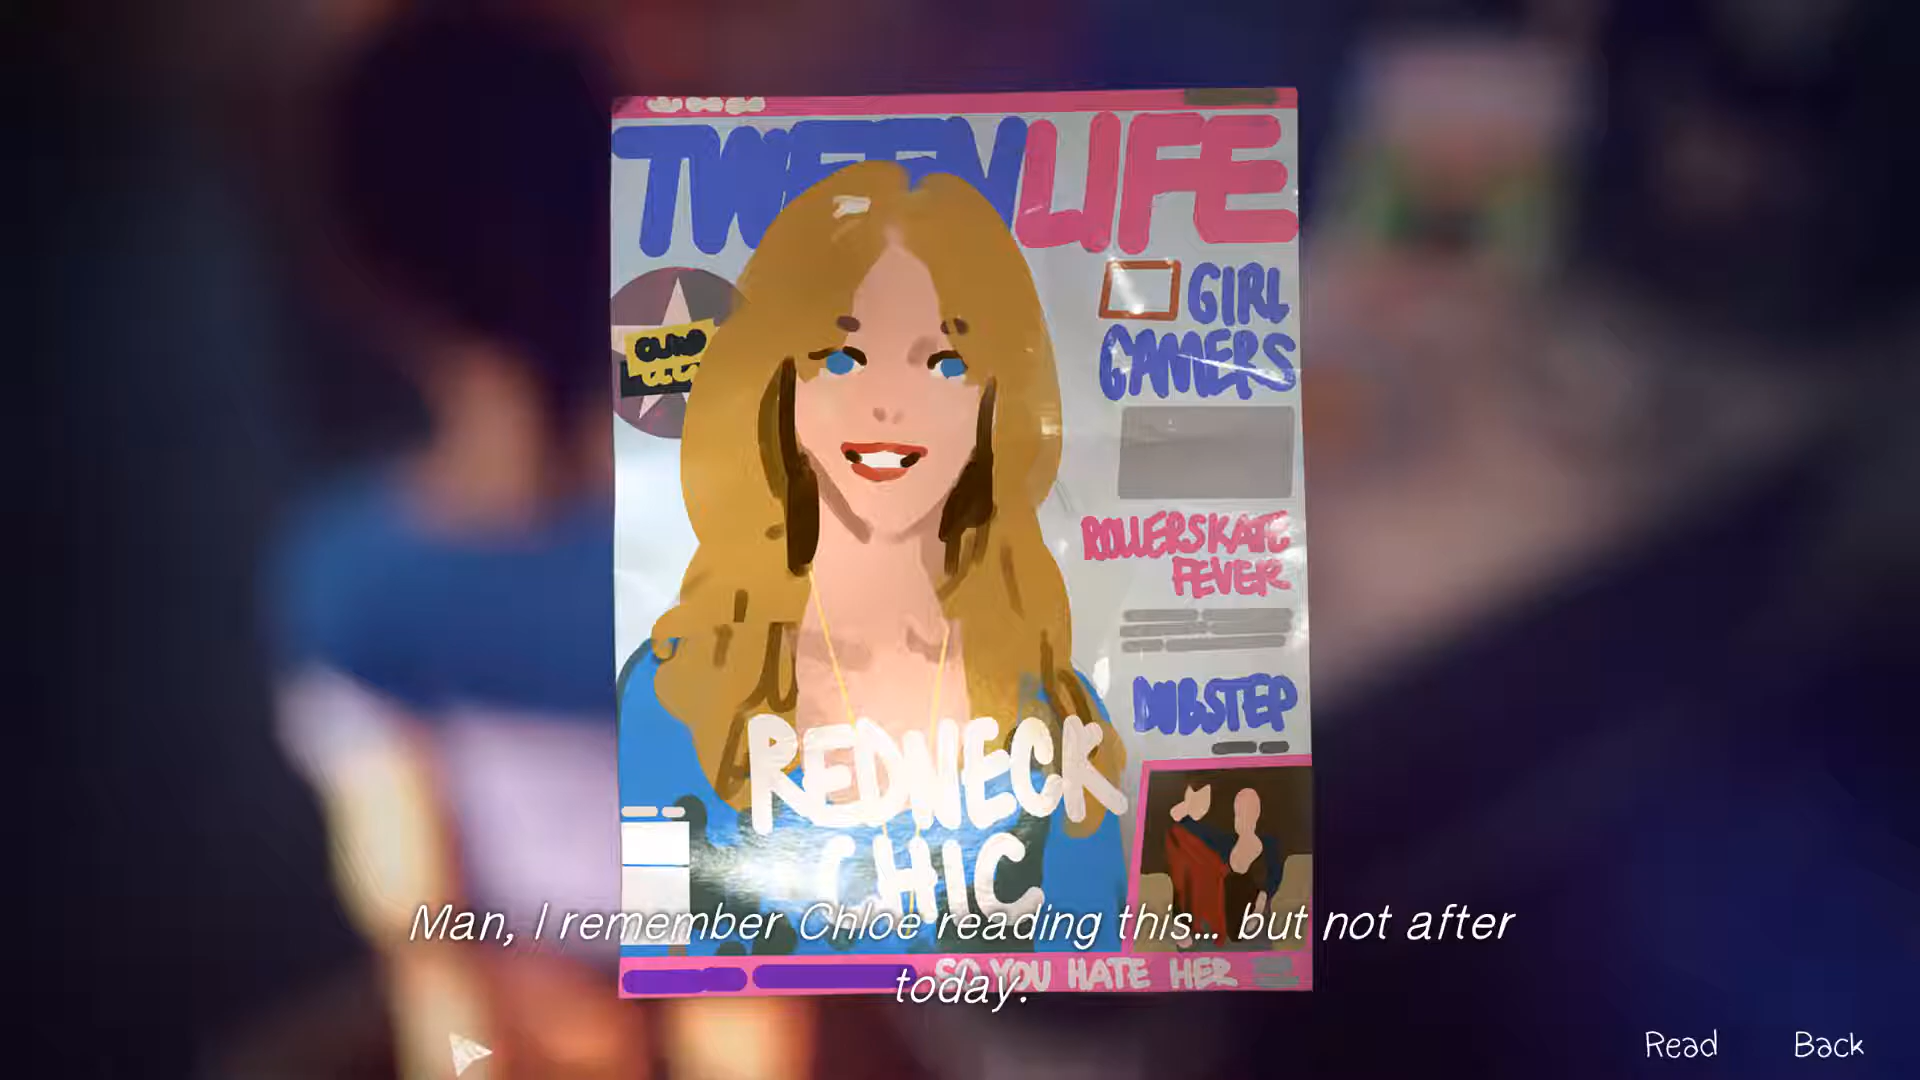 TWEEN LIFE
GIRL
GAMERS
ROLLERSKATE
FEVER
DUBSTEP
REDNECK
CHIC
Man, I remember Chloe reading this... but not after
today.
SO YOU HATE HER
Read Back